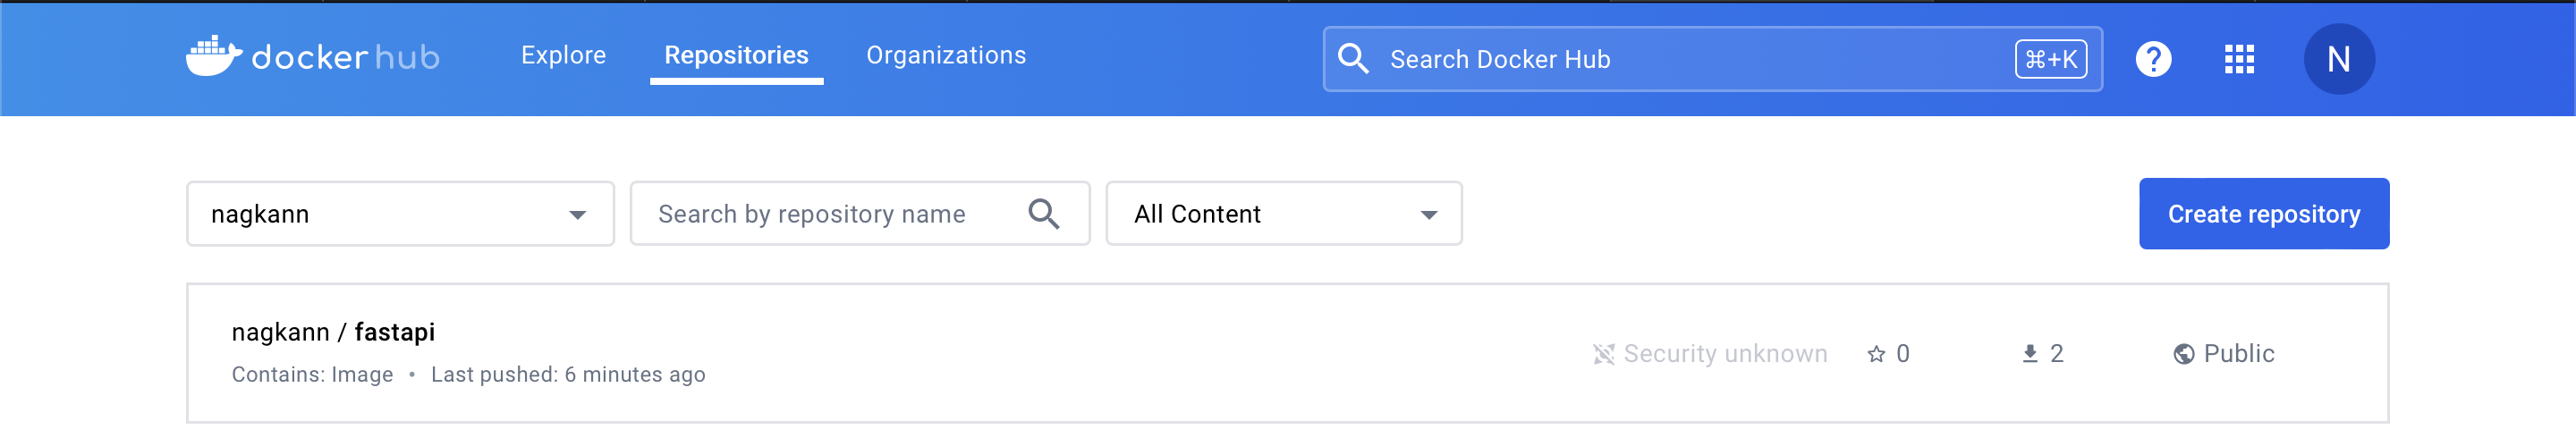 docker hub Explore Repositories Organizations Search Docker Hub ⌘+K ? N
nagkann Search by repository name All Content Create repository
nagkann / fastapi
Contains: Image • Last pushed: 6 minutes ago
Security unknown 0 2 Public